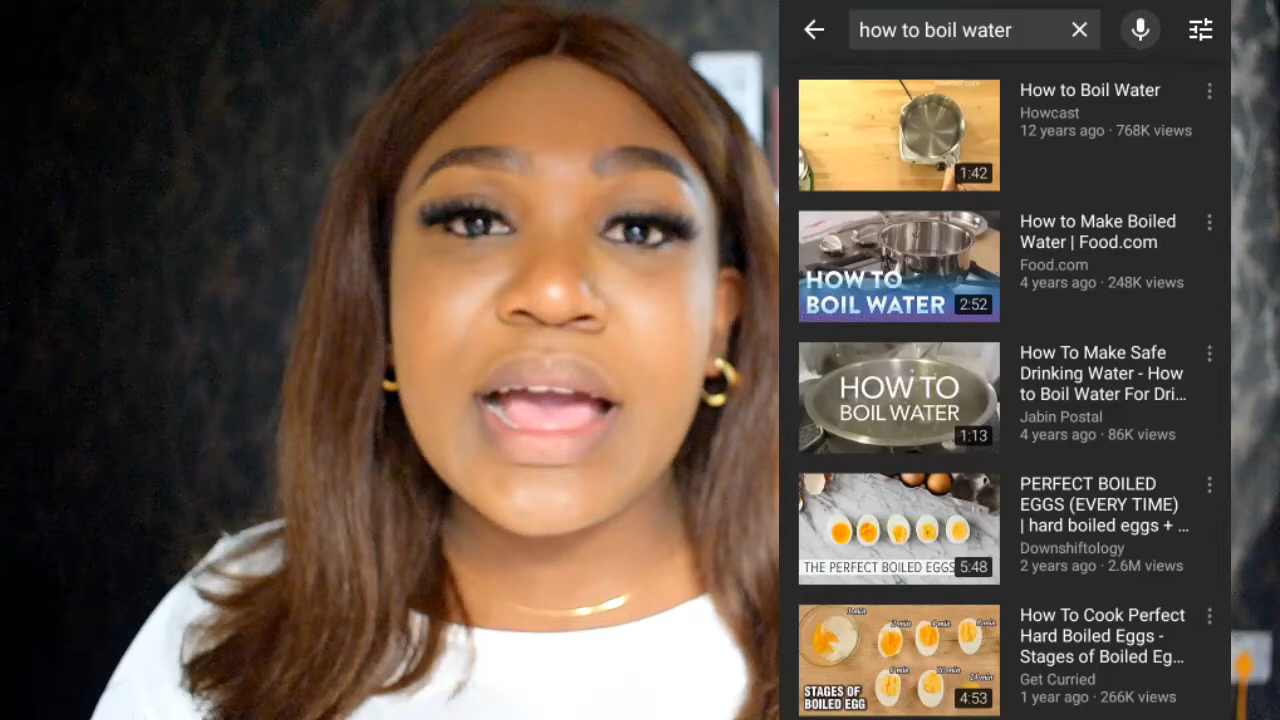 how to boil water
How to Boil Water
Howcast
12 years ago · 768K views
1:42
How to Make Boiled
Water | Food.com
Food.com
4 years ago · 248K views
HOW TO
BOIL WATER
2:52
How To Make Safe
Drinking Water - How
to Boil Water For Dri...
Jabin Postal
4 years ago · 86K views
HOW TO
BOIL WATER
1:13
PERFECT BOILED
EGGS (EVERY TIME)
| hard boiled eggs + ...
Downshiftology
2 years ago · 2.6M views
THE PERFECT BOILED EGGS
5:48
How To Cook Perfect
Hard Boiled Eggs -
Stages of Boiled Eg...
Get Curried
1 year ago · 266K views
STAGES OF
BOILED EGG
4:53